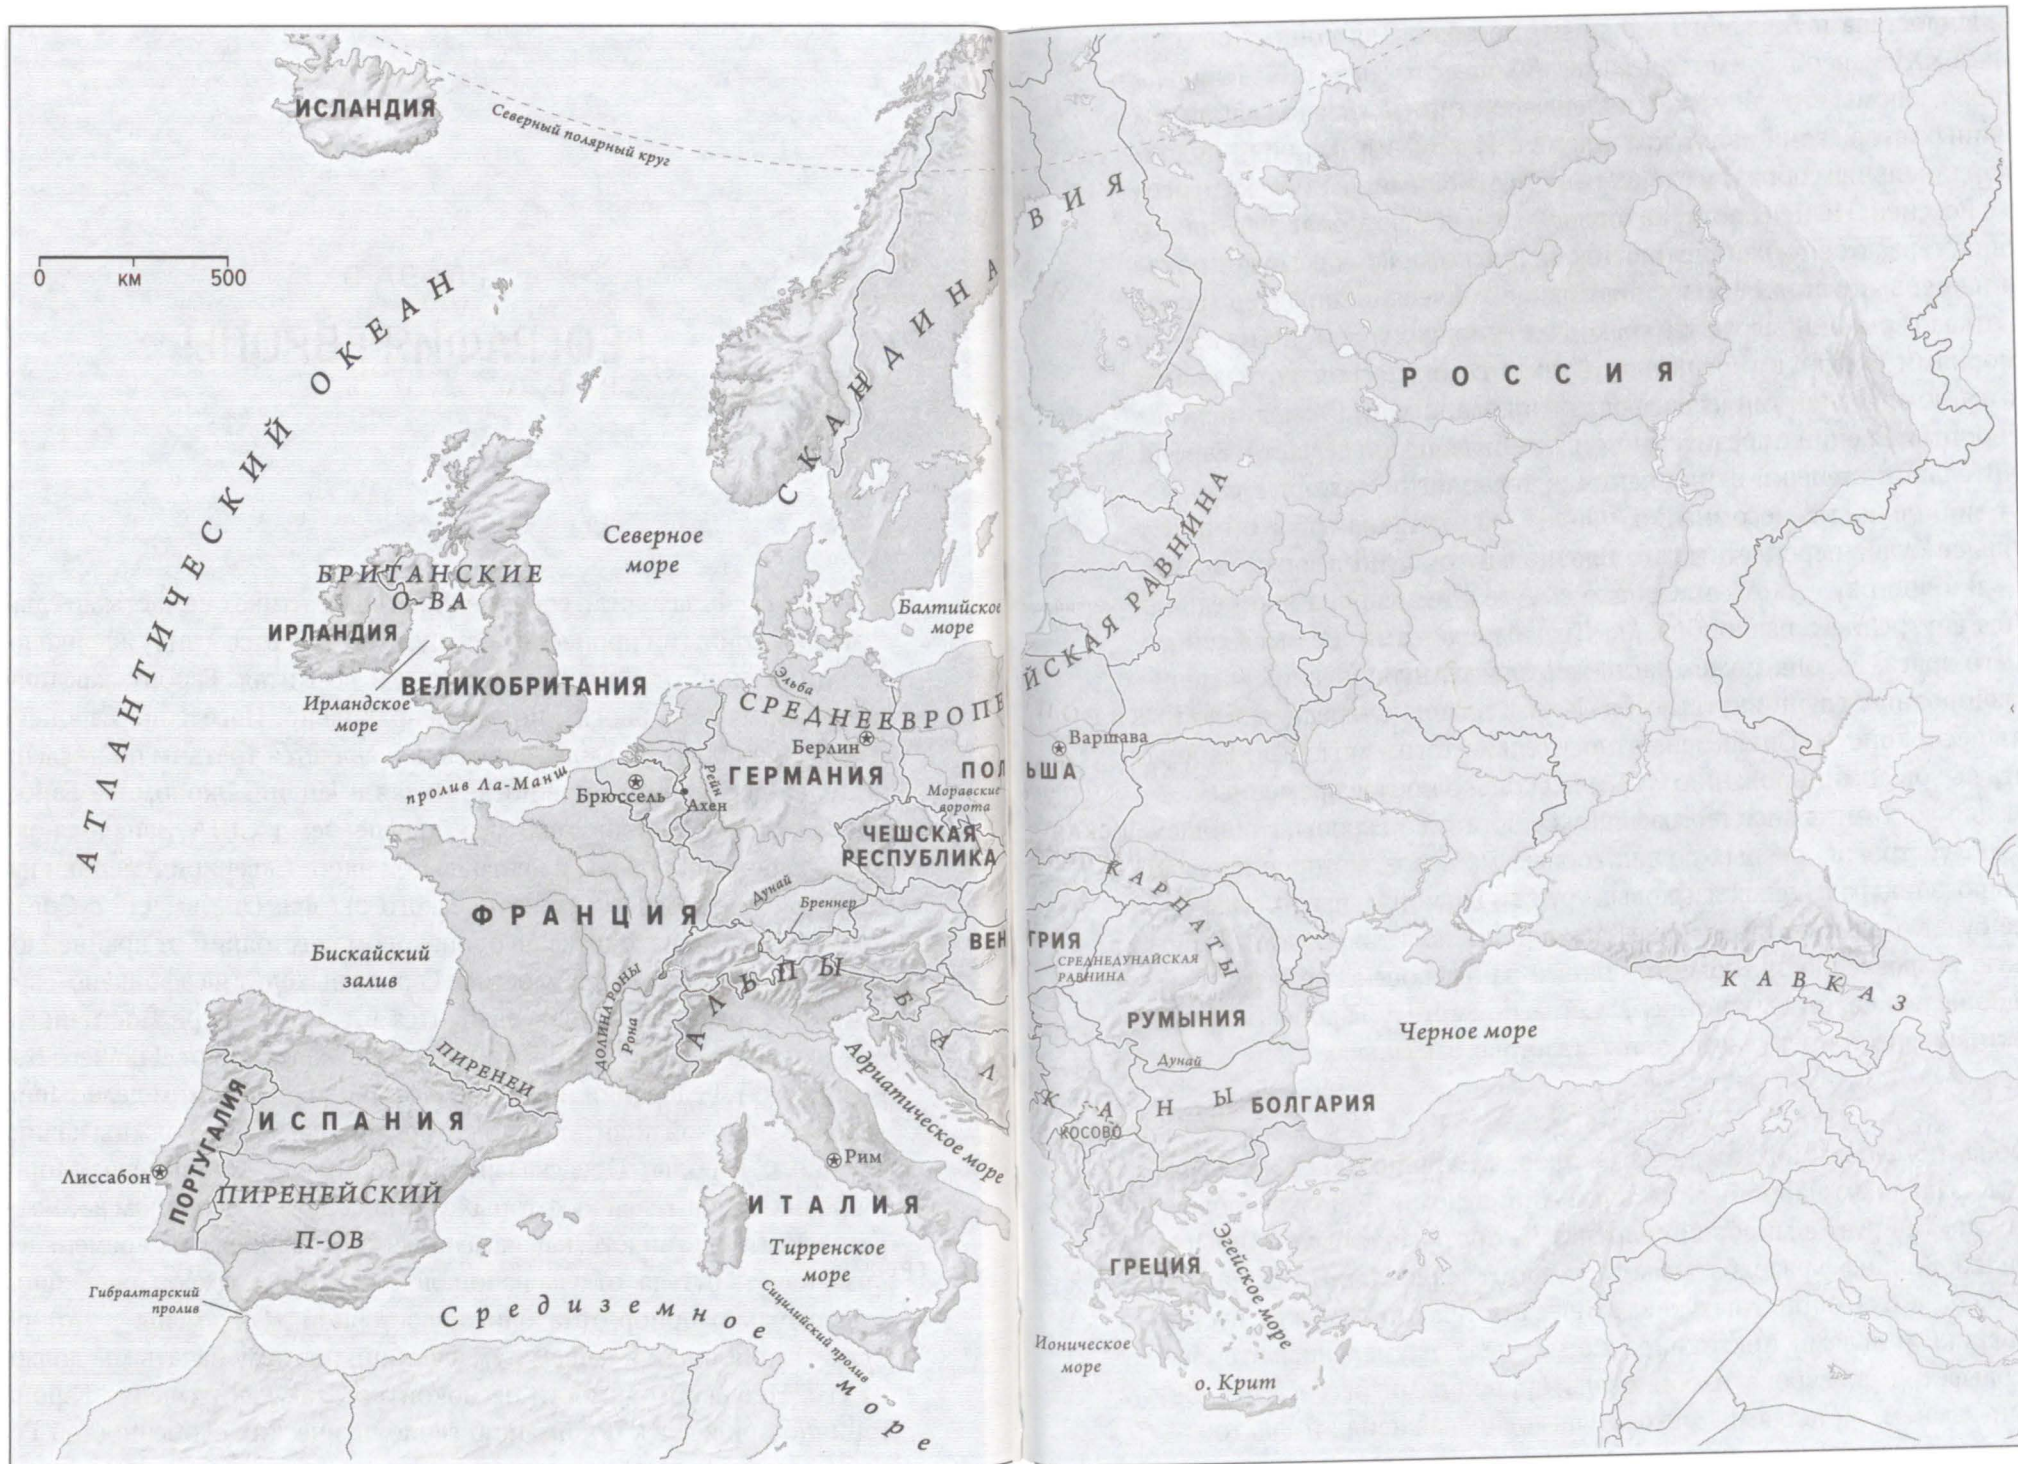 ИСЛАНДИЯ
Северный полярный круг
0 км 500
АТЛАНТИЧЕСКИЙ ОКЕАН
СКАНДИНАВИЯ
РОССИЯ
Северное
море
БРИТАНСКИЕ
О-ВА
ИРЛАНДИЯ
Ирландское
море
ВЕЛИКОБРИТАНИЯ
Балтийское
море
Эльба
СРЕДНЕЕВРОПЕЙСКАЯ РАВНИНА
Берлин
Варшава
пролив Ла-Манш
Брюссель
Ахен
Рейн
ГЕРМАНИЯ
ПОЛЬША
Моравские
ворота
ЧЕШСКАЯ
РЕСПУБЛИКА
КАРПАТЫ
Дунай
Бреннер
ФРАНЦИЯ
ВЕНГРИЯ
СРЕДНЕДУНАЙСКАЯ
РАВНИНА
Бискайский
залив
АЛЬПЫ
ДОЛИНА РОНЫ
Рона
КАВКАЗ
РУМЫНИЯ
Черное море
Дунай
ПИРЕНЕИ
Адриатическое море
БАЛКАНЫ
БОЛГАРИЯ
КОСОВО
ПОРТУГАЛИЯ
ИСПАНИЯ
Лиссабон
ПИРЕНЕЙСКИЙ
П-ОВ
Рим
ИТАЛИЯ
Тирренское
море
Гибралтарский
пролив
Средиземное море
Сицилийский пролив
ГРЕЦИЯ
Эгейское море
Ионическое
море
о. Крит